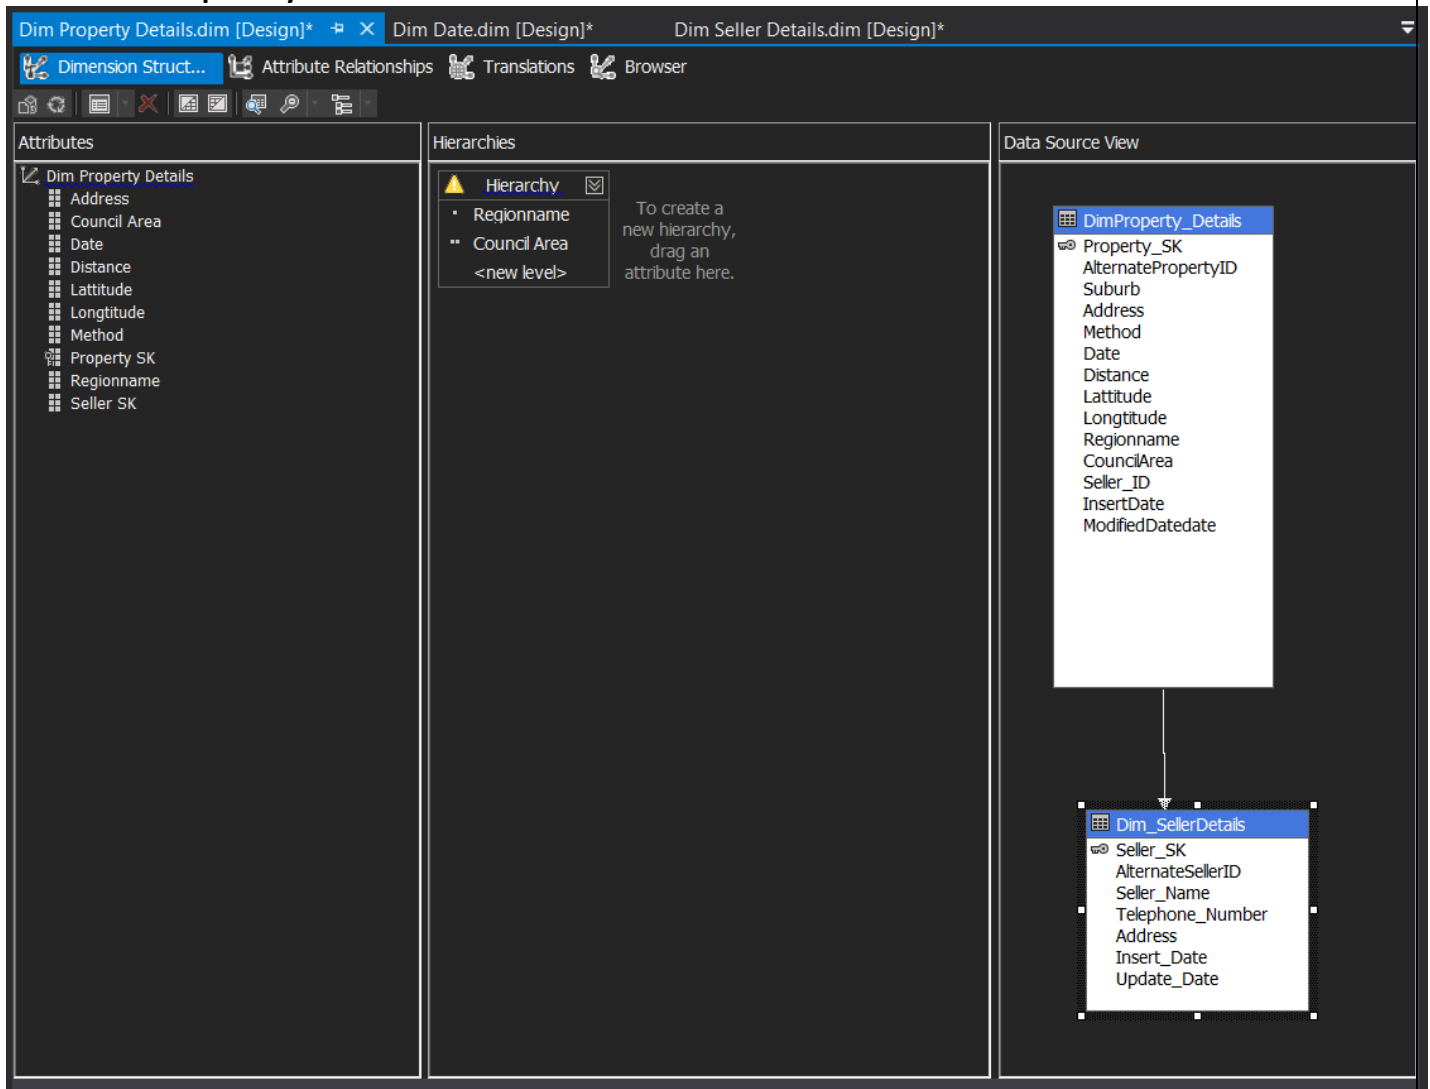 Dim Property Details.dim [Design]* Dim Date.dim [Design]* Dim Seller Details.dim [Design]*
Dimension Struct... Attribute Relationships Translations Browser
Attributes
Dim Property Details
Address
Council Area
Date
Distance
Lattitude
Longtitude
Method
Property SK
Regionname
Seller SK
Hierarchies
Hierarchy
Regionname
Council Area
<new level>
To create a
new hierarchy,
drag an
attribute here.
Data Source View
DimProperty_Details
Property_SK
AlternatePropertyID
Suburb
Address
Method
Date
Distance
Lattitude
Longtitude
Regionname
CouncilArea
Seller_ID
InsertDate
ModifiedDatedate
Dim_SellerDetails
Seller_SK
AlternateSellerID
Seller_Name
Telephone_Number
Address
Insert_Date
Update_Date